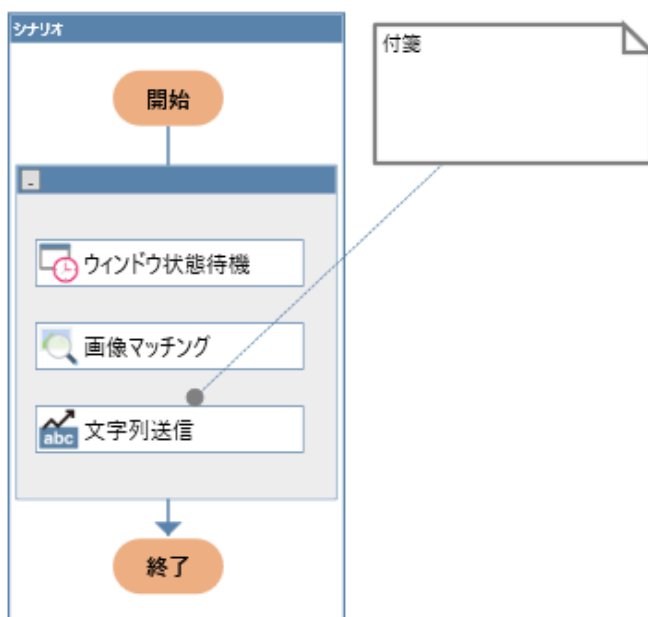 シナリオ
付箋
開始
-
ウィンドウ状態待機
画像マッチング
abc 文字列送信
終了